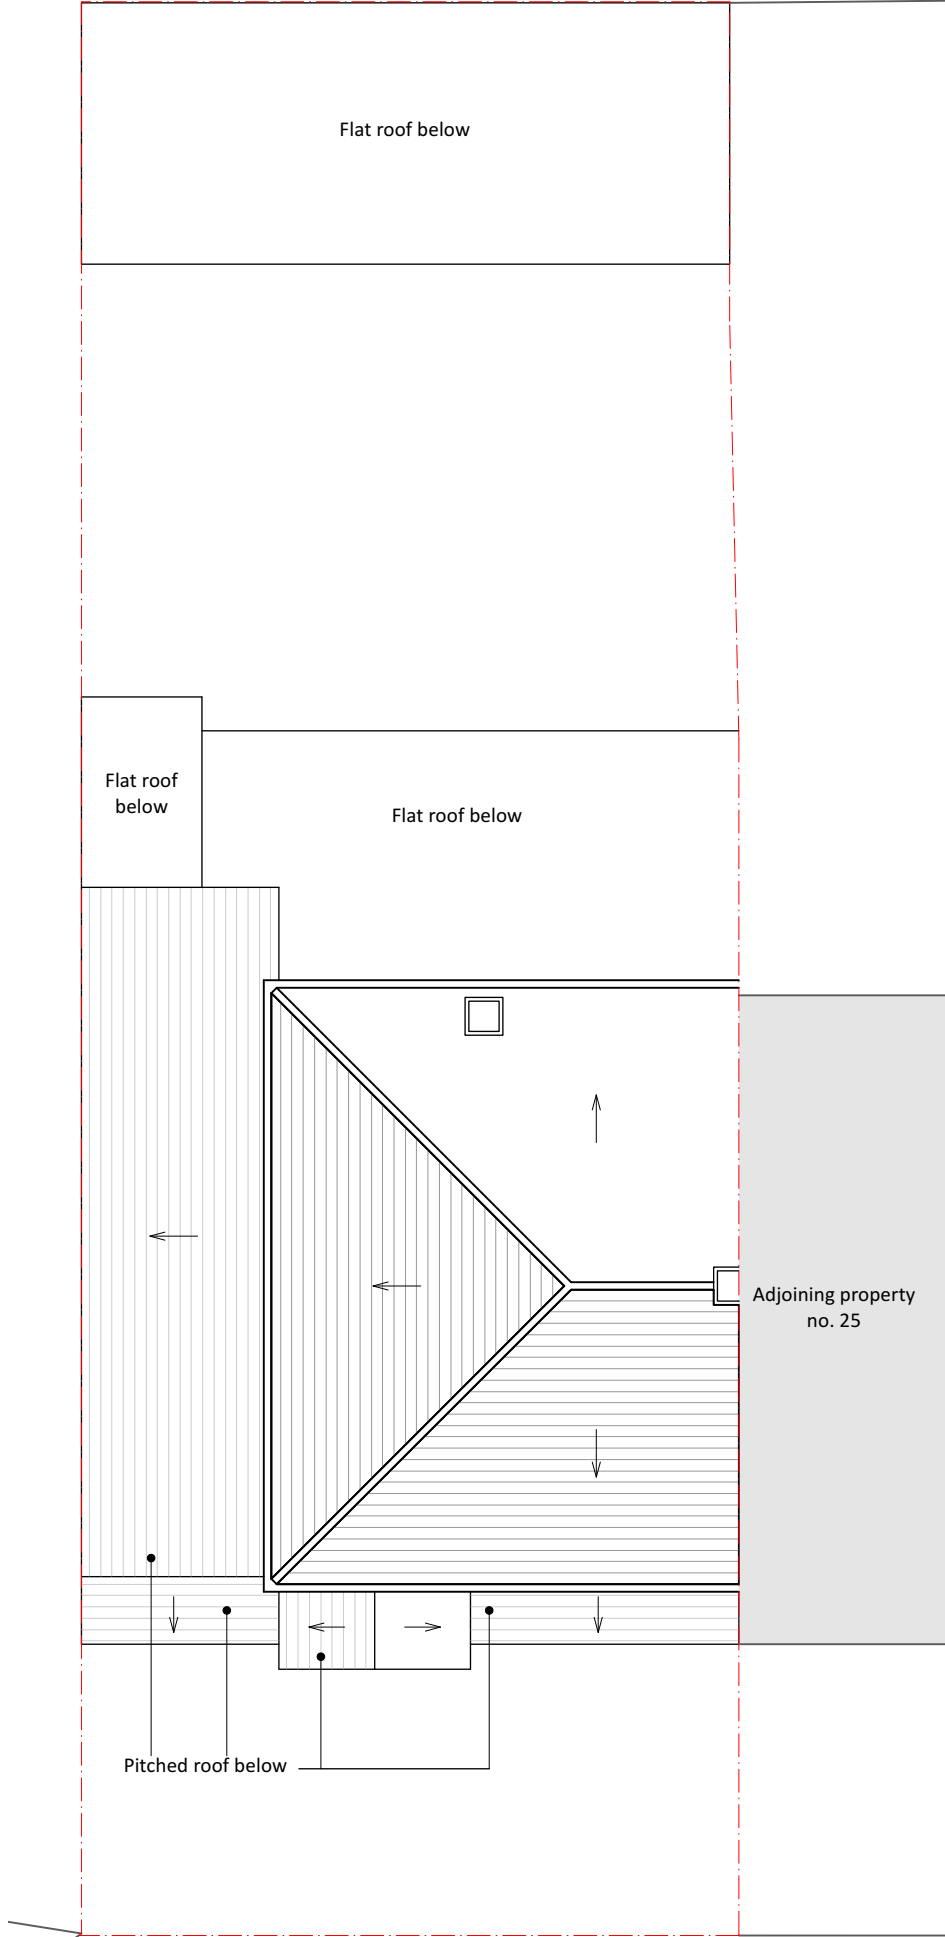 Flat roof below
Flat roof
below
Flat roof below
Adjoining property
no. 25
Pitched roof below